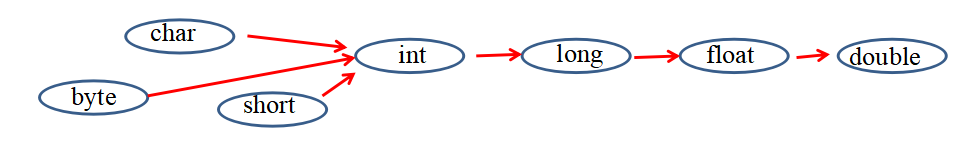 char
int
long
float
double
byte
short